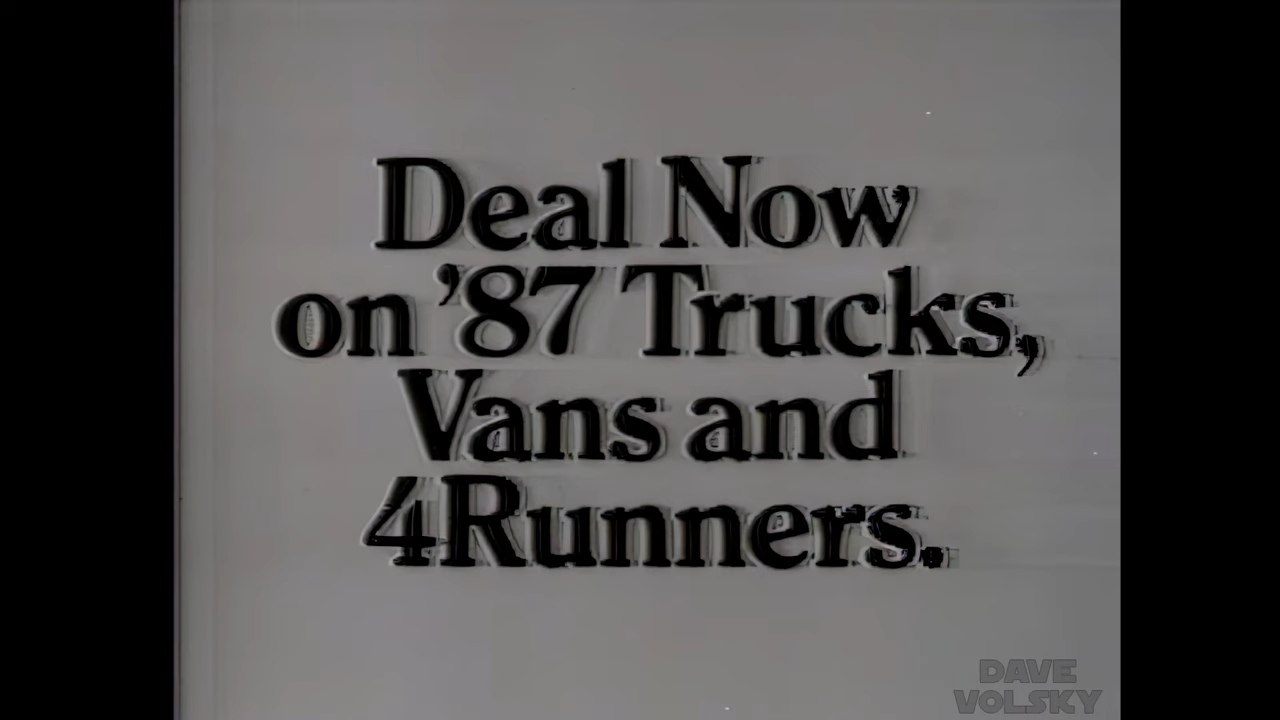 Deal Now
on '87 Trucks,
Vans and
4Runners.
DAVE
VOLSKY